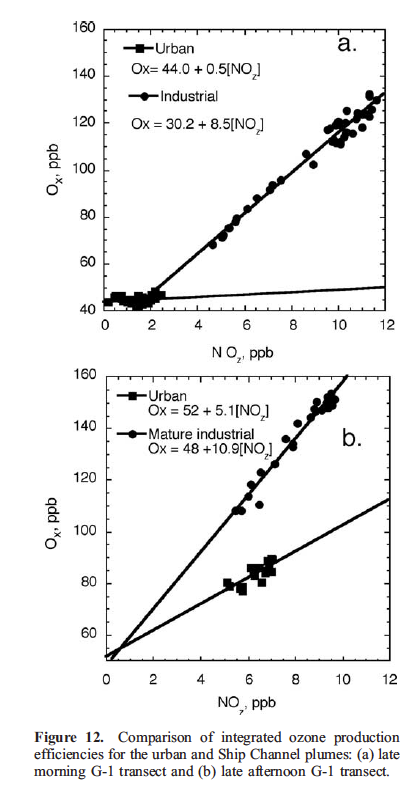 a.
Urban
Ox= 44.0 + 0.5[NOz]
Industrial
Ox = 30.2 + 8.5[NOz]
160
140
120
100
80
60
40
Ox, ppb
0 2 4 6 8 10 12
N Oz, ppb
b.
Urban
Ox = 52 + 5.1[NOz]
Mature industrial
Ox = 48 +10.9[NOz]
160
140
120
100
80
60
Ox, ppb
0 2 4 6 8 10 12
NOz, ppb
Figure 12. Comparison of integrated ozone production
efficiencies for the urban and Ship Channel plumes: (a) late
morning G-1 transect and (b) late afternoon G-1 transect.